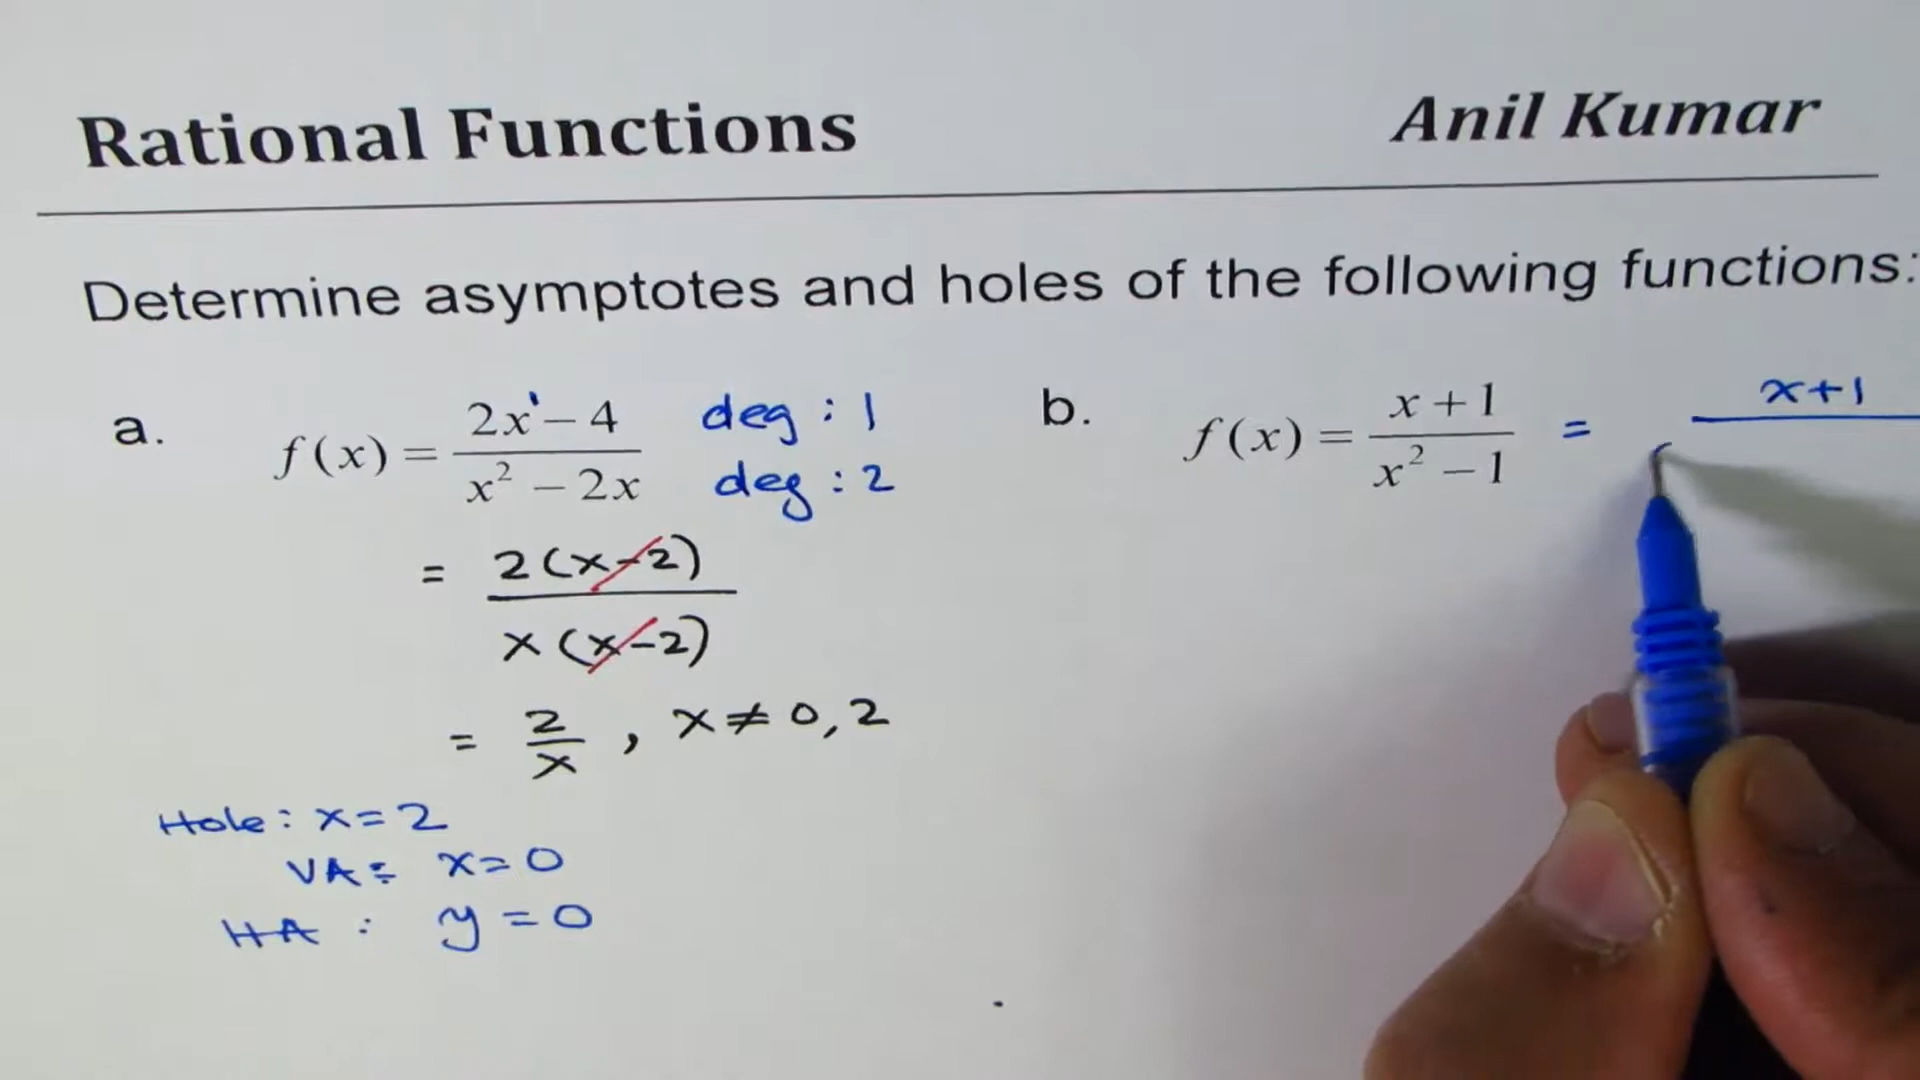 Rational Functions Anil Kumar
Determine asymptotes and holes of the following functions:
a. f(x) = (2x¹ − 4)/(x² − 2x) deg : 1 deg : 2
= 2(x−2)/x(x−2)
= 2/x , x ≠ 0, 2
Hole: x = 2
VA: x = 0
HA : y = 0
b. f(x) = (x + 1)/(x² − 1) = x+1